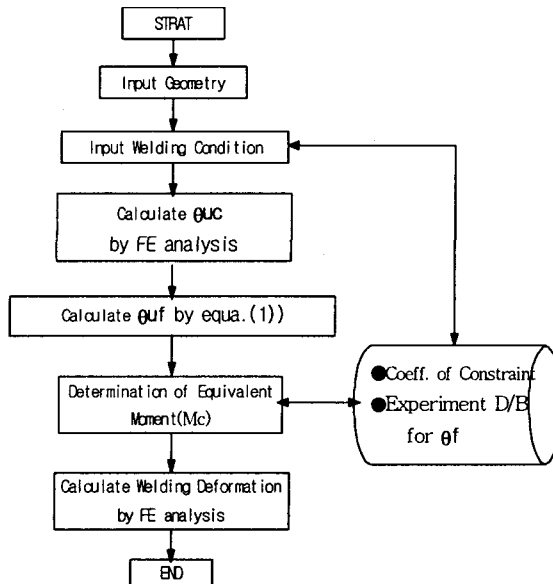 STRAT
Input Geometry
Input Welding Condition
Calculate θuc
by FE analysis
Calculate θuf by equa.(1))
Determination of Equivalent
Moment(Mc)
●Coeff. of Constraint
●Experiment D/B
for θf
Calculate Welding Deformation
by FE analysis
END